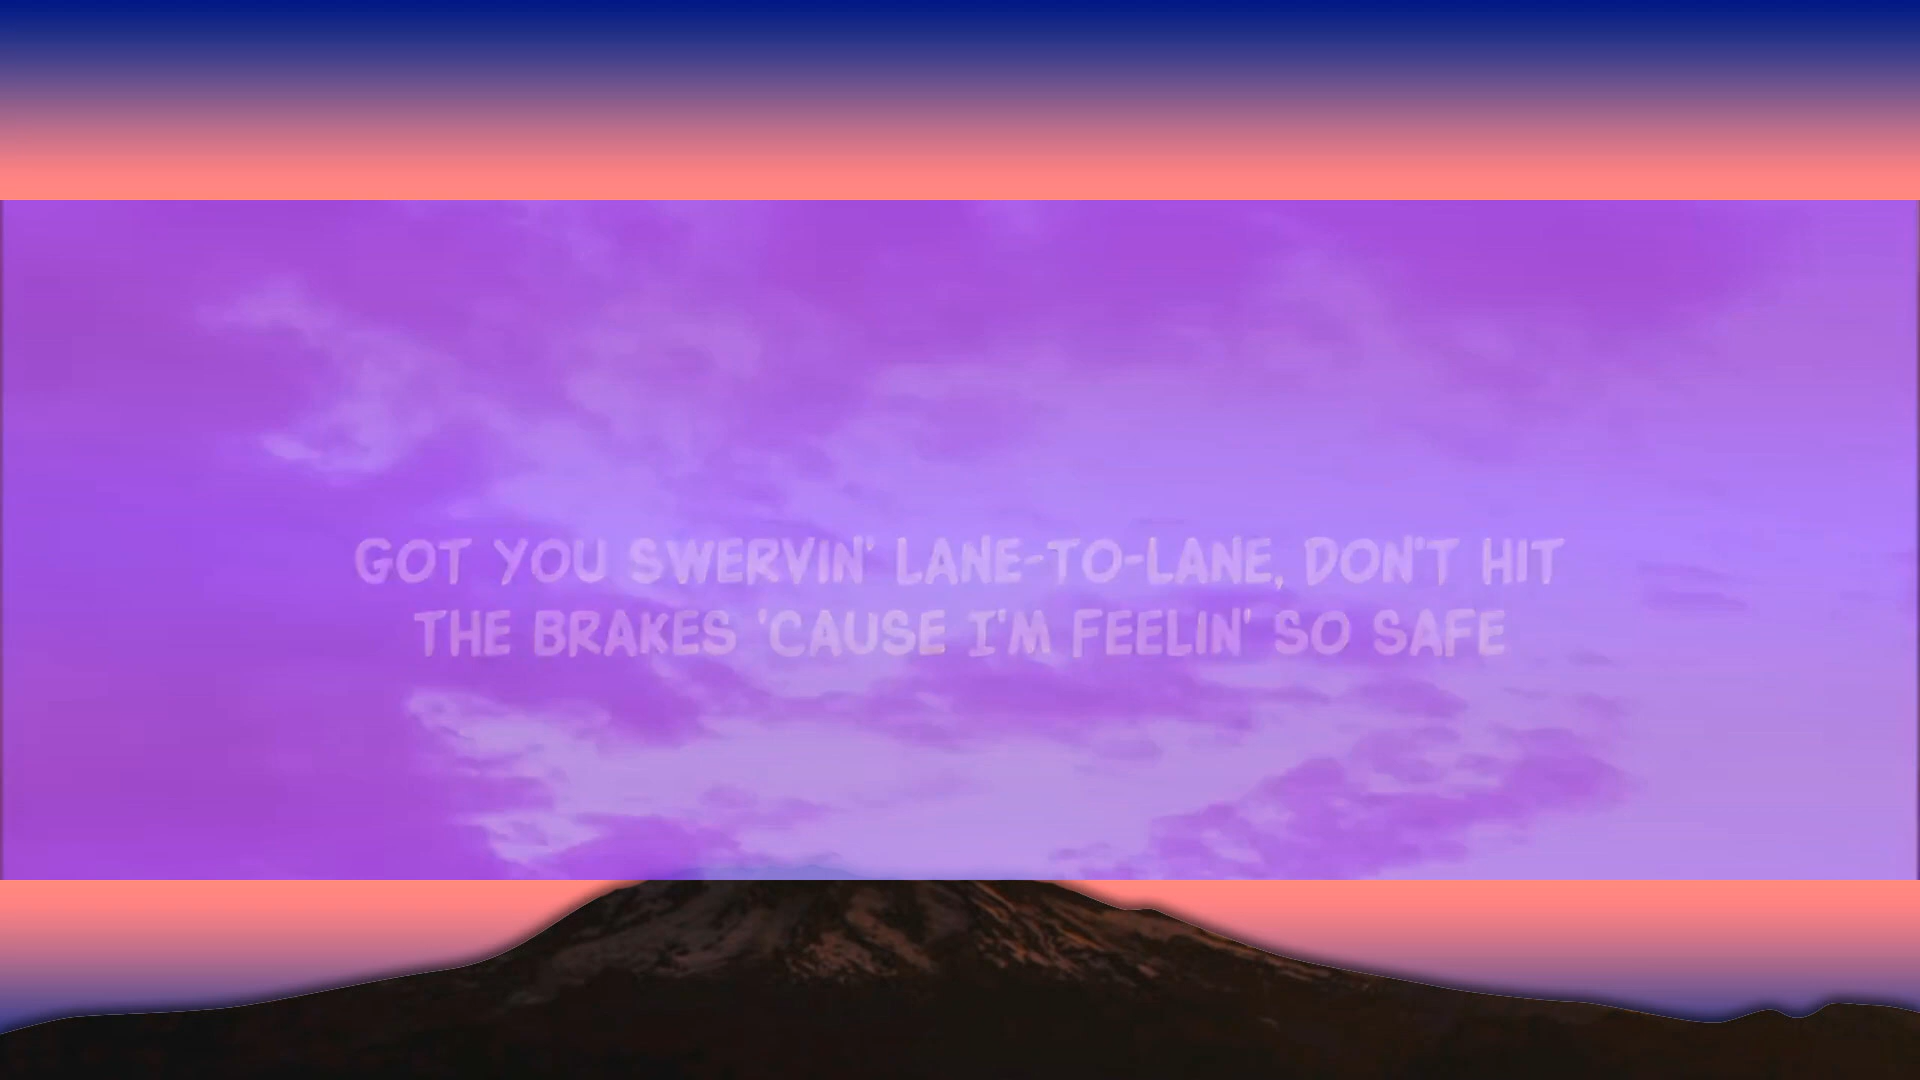 GOT YOU SWERVIN' LANE-TO-LANE, DON'T HIT
THE BRAKES 'CAUSE I'M FEELIN' SO SAFE